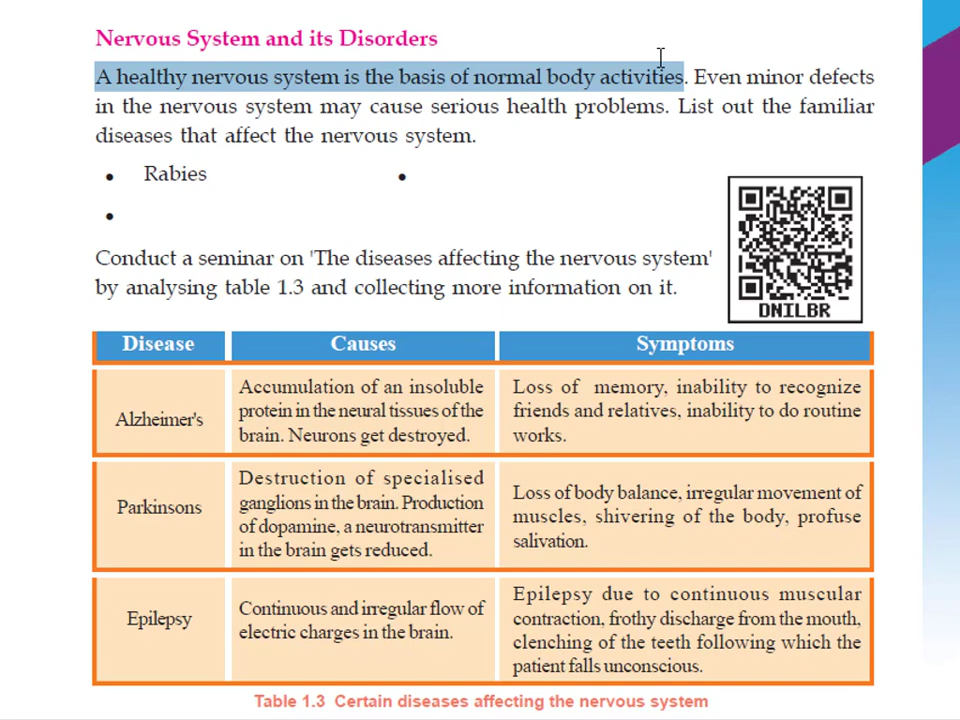 Nervous System and its Disorders
A healthy nervous system is the basis of normal body activities. Even minor defects
in the nervous system may cause serious health problems. List out the familiar
diseases that affect the nervous system.
• Rabies •
•
Conduct a seminar on 'The diseases affecting the nervous system'
by analysing table 1.3 and collecting more information on it.
DNILBR
Disease Causes Symptoms
Alzheimer's
Accumulation of an insoluble
protein in the neural tissues of the
brain. Neurons get destroyed.
Loss of memory, inability to recognize
friends and relatives, inability to do routine
works.
Parkinsons
Destruction of specialised
ganglions in the brain. Production
of dopamine, a neurotransmitter
in the brain gets reduced.
Loss of body balance, irregular movement of
muscles, shivering of the body, profuse
salivation.
Epilepsy
Continuous and irregular flow of
electric charges in the brain.
Epilepsy due to continuous muscular
contraction, frothy discharge from the mouth,
clenching of the teeth following which the
patient falls unconscious.
Table 1.3 Certain diseases affecting the nervous system